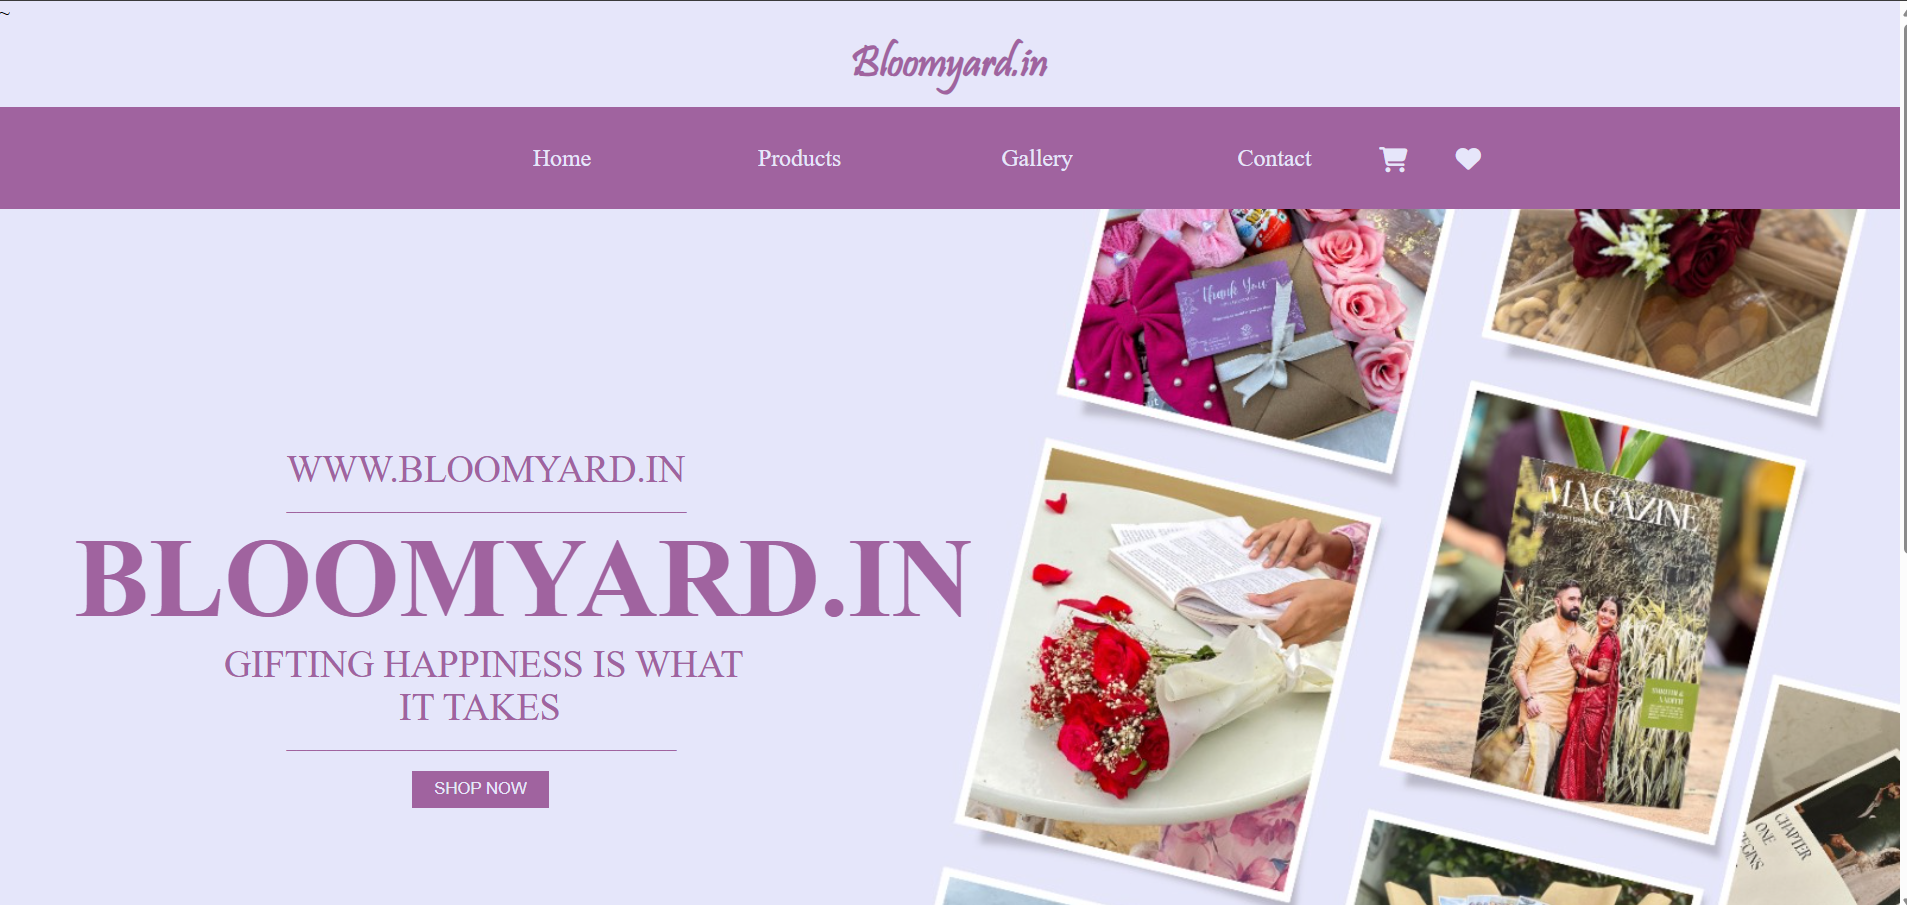 ~
Bloomyard.in
Home Products Gallery Contact
WWW.BLOOMYARD.IN
BLOOMYARD.IN
GIFTING HAPPINESS IS WHAT
IT TAKES
SHOP NOW
Thank You
MAGAZINE
CHAPTER
ONE